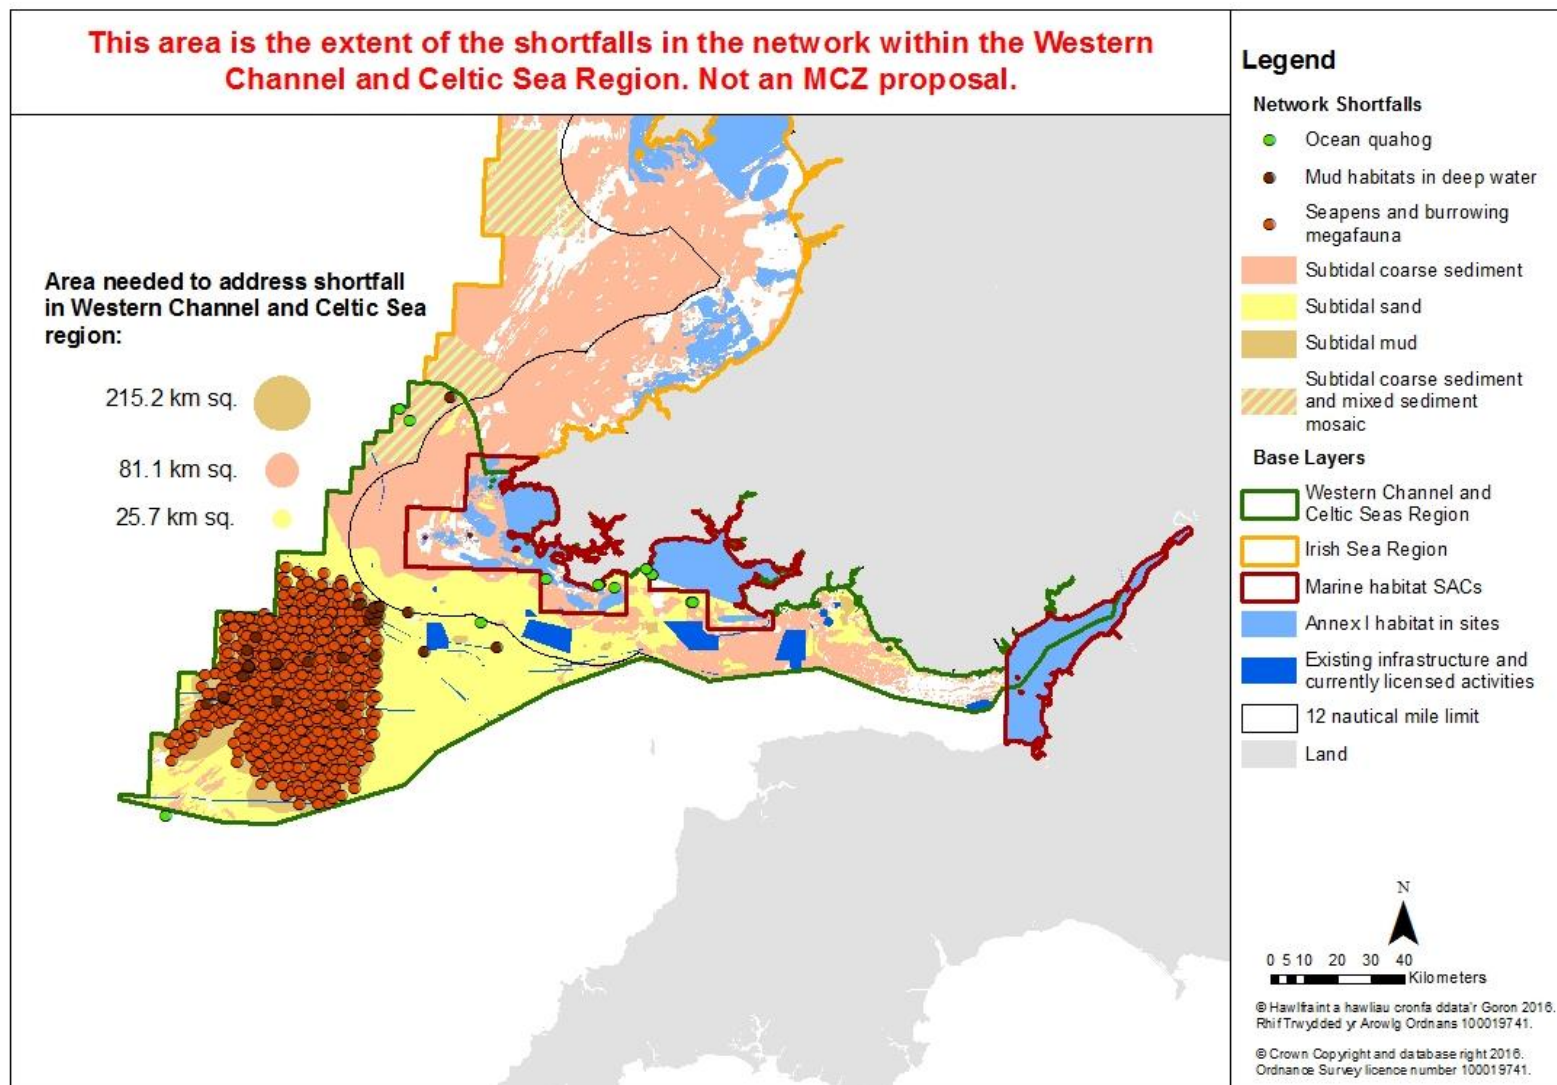 This area is the extent of the shortfalls in the network within the Western
Channel and Celtic Sea Region. Not an MCZ proposal.
Area needed to address shortfall
in Western Channel and Celtic Sea
region:
215.2 km sq.
81.1 km sq.
25.7 km sq.
Legend
Network Shortfalls
Ocean quahog
Mud habitats in deep water
Seapens and burrowing
megafauna
Subtidal coarse sediment
Subtidal sand
Subtidal mud
Subtidal coarse sediment
and mixed sediment
mosaic
Base Layers
Western Channel and
Celtic Seas Region
Irish Sea Region
Marine habitat SACs
Annex I habitat in sites
Existing infrastructure and
currently licensed activities
12 nautical mile limit
Land
N
0 5 10 20 30 40
Kilometers
© Hawlfraint a hawliau cronfa ddata'r Goron 2016.
Rhif Trwydded yr Arowlg Ordnans 100019741.
© Crown Copyright and database right 2016.
Ordnance Survey licence number 100019741.